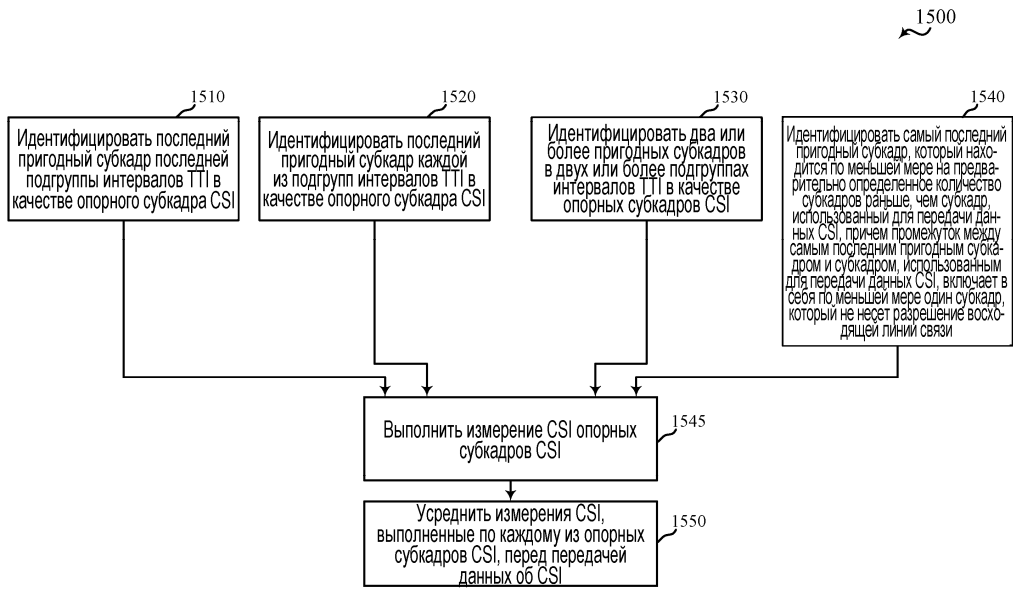 1500
1510
Идентифицировать последний
пригодный субкадр последней
подгруппы интервалов TTI в
качестве опорного субкадра CSI
1520
Идентифицировать последний
пригодный субкадр каждой
из подгрупп интервалов TTI в
качестве опорного субкадра CSI
1530
Идентифицировать два или
более пригодных субкадров
в двух или более подгруппах
интервалов TTI в качестве
опорных субкадров CSI
1540
Идентифицировать самый последний
пригодный субкадр, который нахо-
дится по меньшей мере на предва-
рительно определенное количество
субкадров раньше, чем субкадр,
использованный для передачи дан-
ных CSI, причем промежуток между
самым последним пригодным субка-
дром и субкадром, использованным
для передачи данных CSI, включает в
себя по меньшей мере один субкадр,
который не несет разрешение восхо-
дящей линии связи
1545
Выполнить измерение CSI опорных
субкадров CSI
1550
Усреднить измерения CSI,
выполненные по каждому из опорных
субкадров CSI, перед передачей
данных об CSI